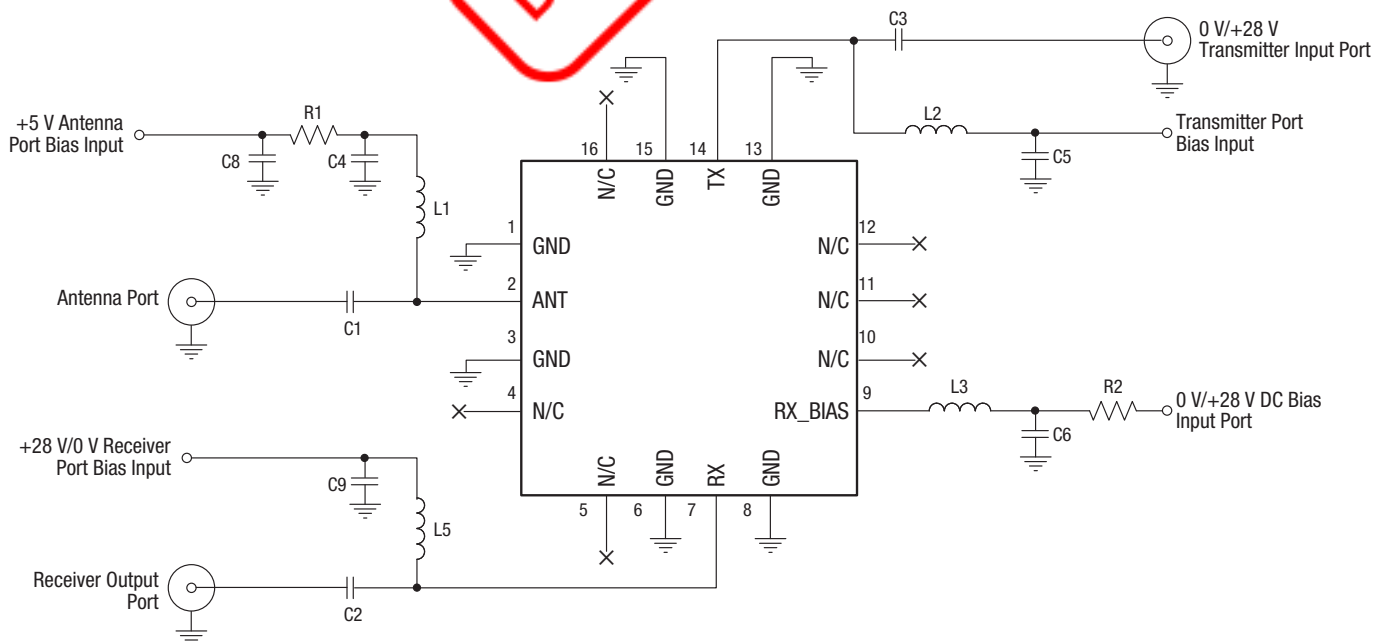 C3
0 V/+28 V
Transmitter Input Port
+5 V Antenna
Port Bias Input
R1
C8
C4
L1
L2
C5
Transmitter Port
Bias Input
16
15
14
13
N/C
GND
TX
GND
1
GND
12
N/C
Antenna Port
C1
2
ANT
11
N/C
3
GND
10
N/C
4
N/C
9
RX_BIAS
L3
R2
C6
0 V/+28 V DC Bias
Input Port
+28 V/0 V Receiver
Port Bias Input
C9
L5
N/C
GND
RX
GND
5
6
7
8
Receiver Output
Port
C2